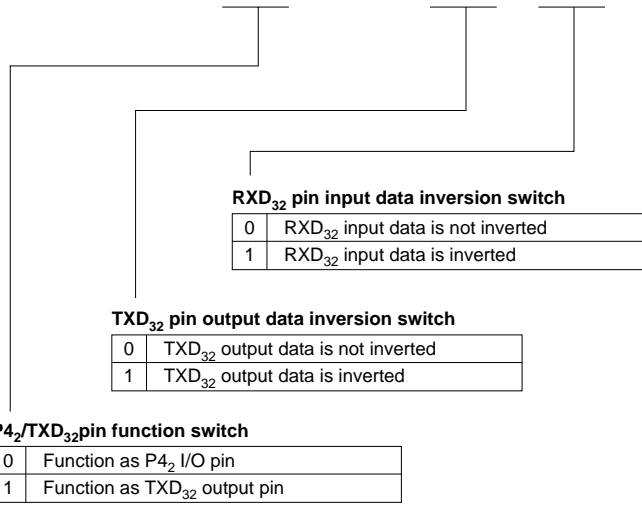 RXD32 pin input data inversion switch
0 RXD32 input data is not inverted
1 RXD32 input data is inverted
TXD32 pin output data inversion switch
0 TXD32 output data is not inverted
1 TXD32 output data is inverted
P42/TXD32pin function switch
0 Function as P42 I/O pin
1 Function as TXD32 output pin